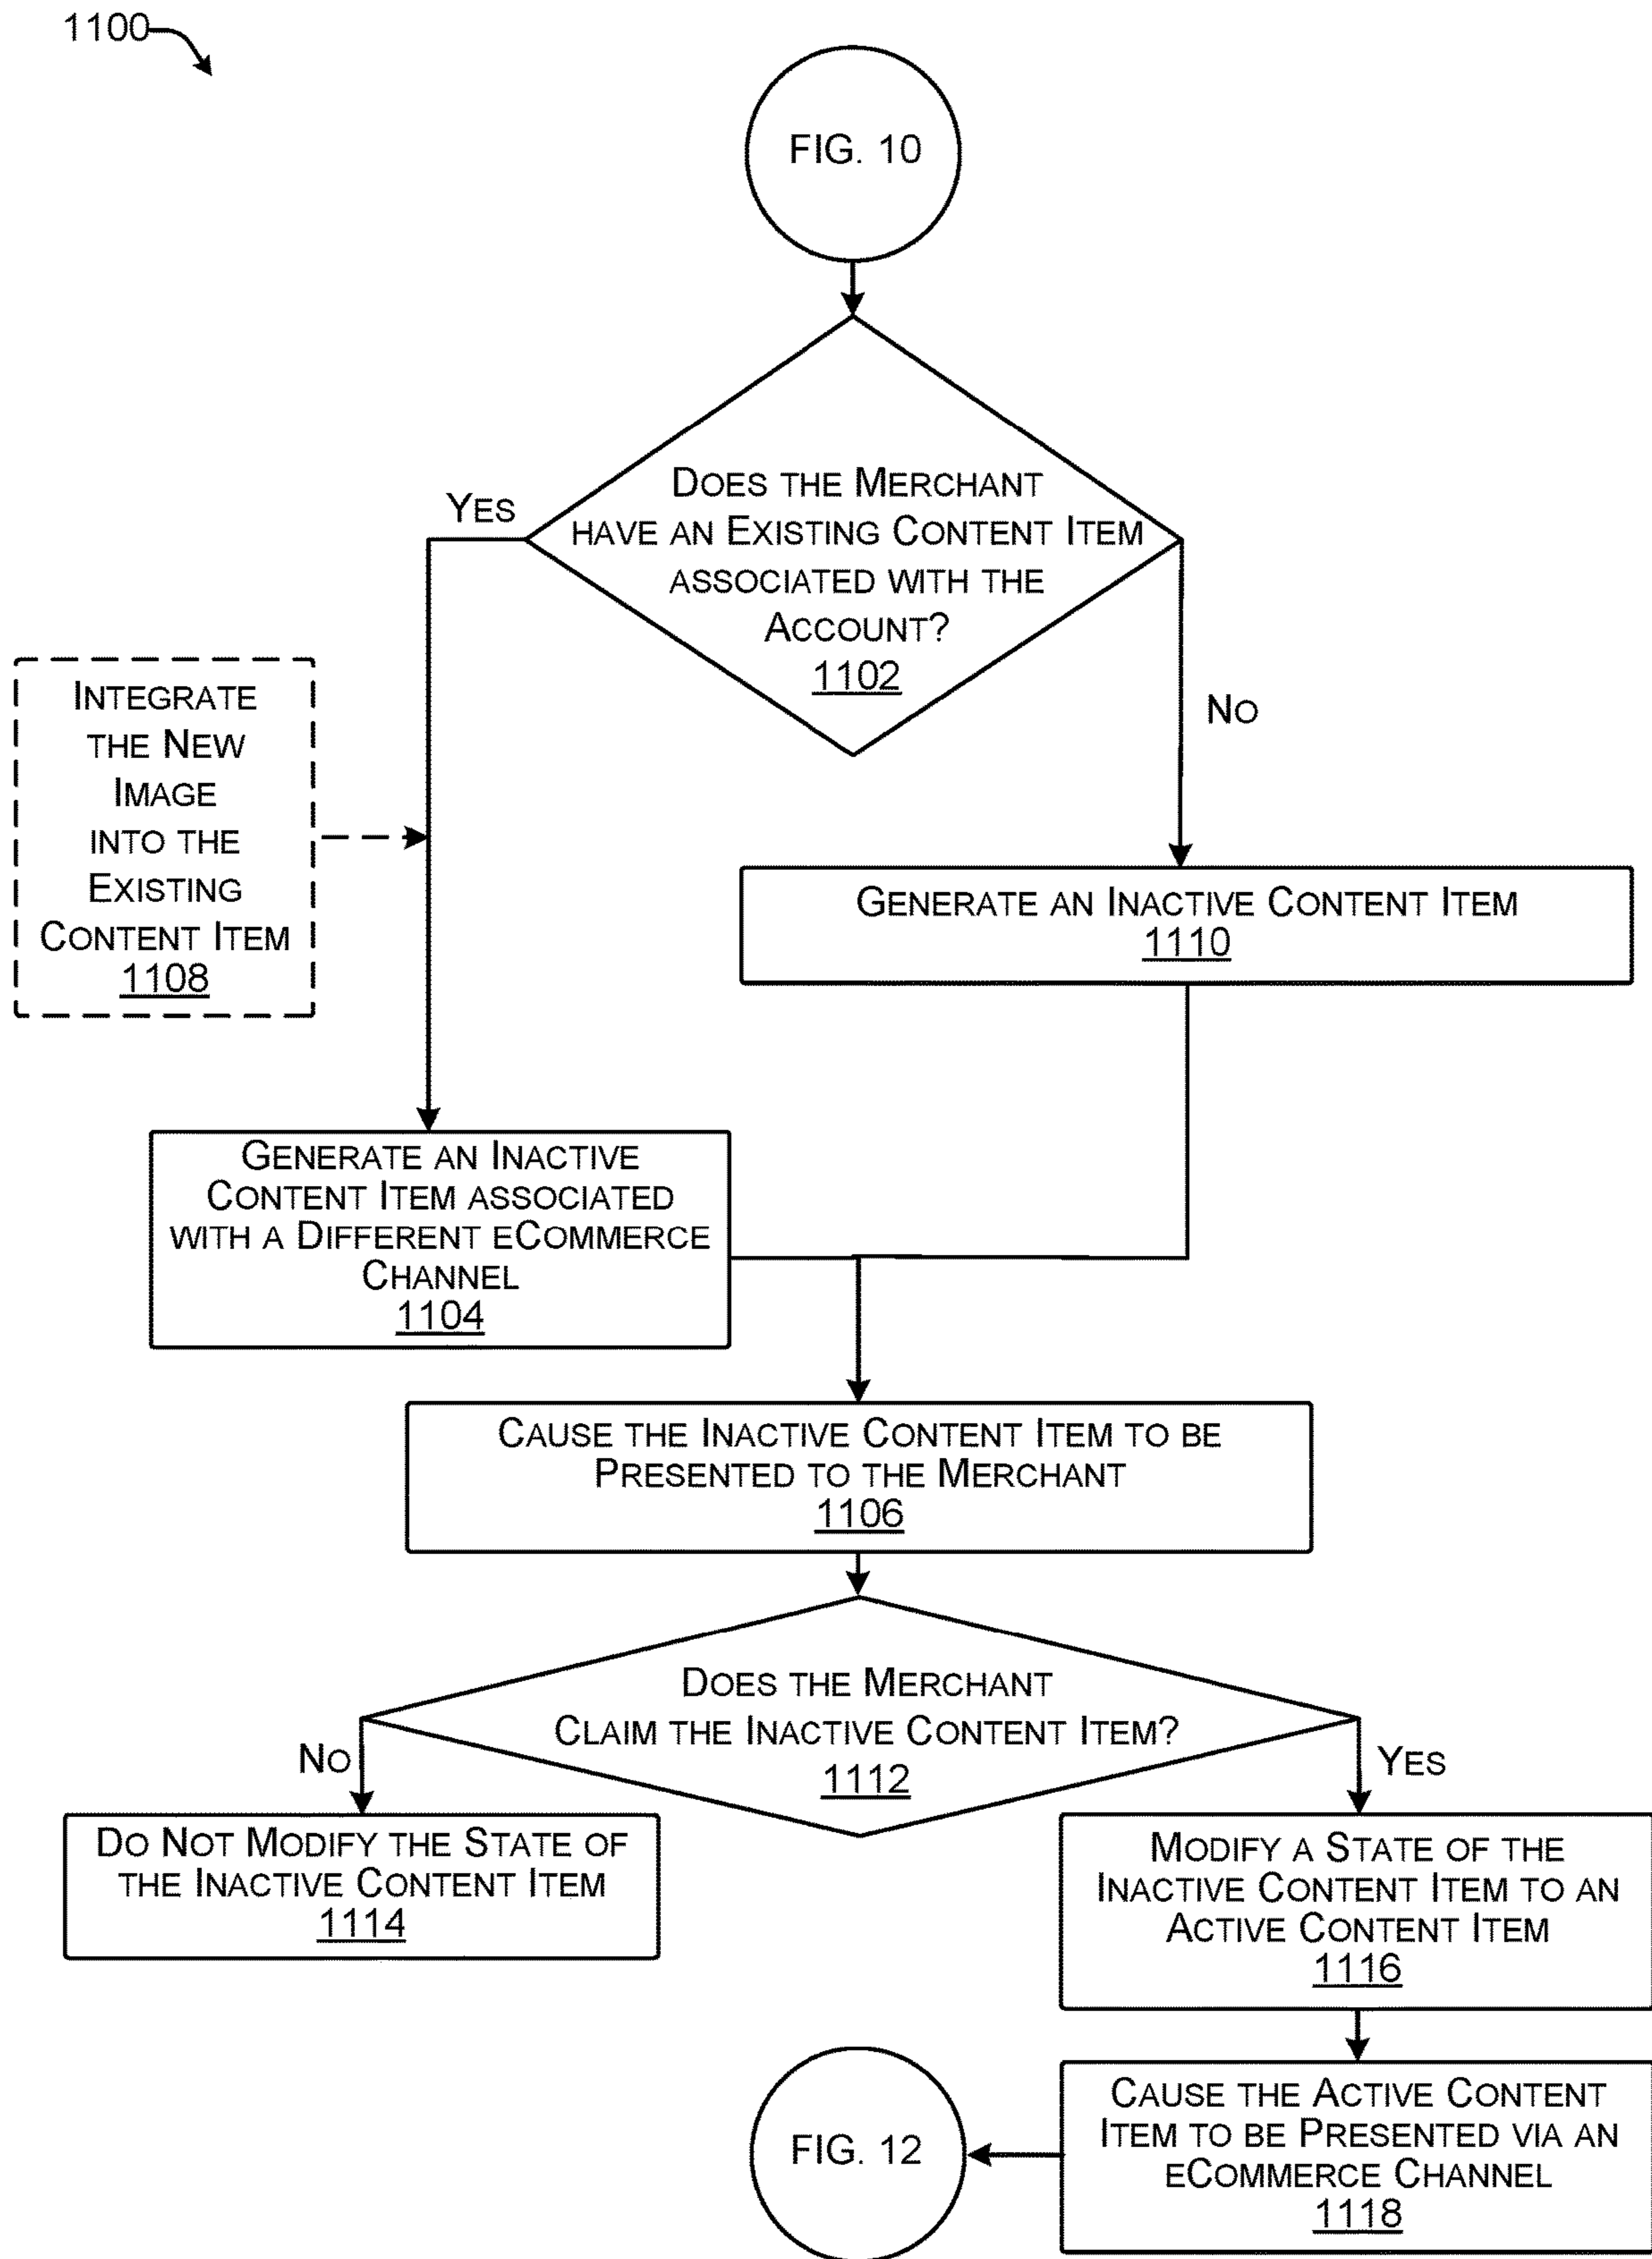 1100
FIG. 10
DOES THE MERCHANT
HAVE AN EXISTING CONTENT ITEM
ASSOCIATED WITH THE
ACCOUNT?
1102
YES
NO
INTEGRATE
THE NEW
IMAGE
INTO THE
EXISTING
CONTENT ITEM
1108
GENERATE AN INACTIVE CONTENT ITEM
1110
GENERATE AN INACTIVE
CONTENT ITEM ASSOCIATED
WITH A DIFFERENT ECOMMERCE
CHANNEL
1104
CAUSE THE INACTIVE CONTENT ITEM TO BE
PRESENTED TO THE MERCHANT
1106
DOES THE MERCHANT
CLAIM THE INACTIVE CONTENT ITEM?
1112
NO
YES
DO NOT MODIFY THE STATE OF
THE INACTIVE CONTENT ITEM
1114
MODIFY A STATE OF THE
INACTIVE CONTENT ITEM TO AN
ACTIVE CONTENT ITEM
1116
CAUSE THE ACTIVE CONTENT
ITEM TO BE PRESENTED VIA AN
ECOMMERCE CHANNEL
1118
FIG. 12